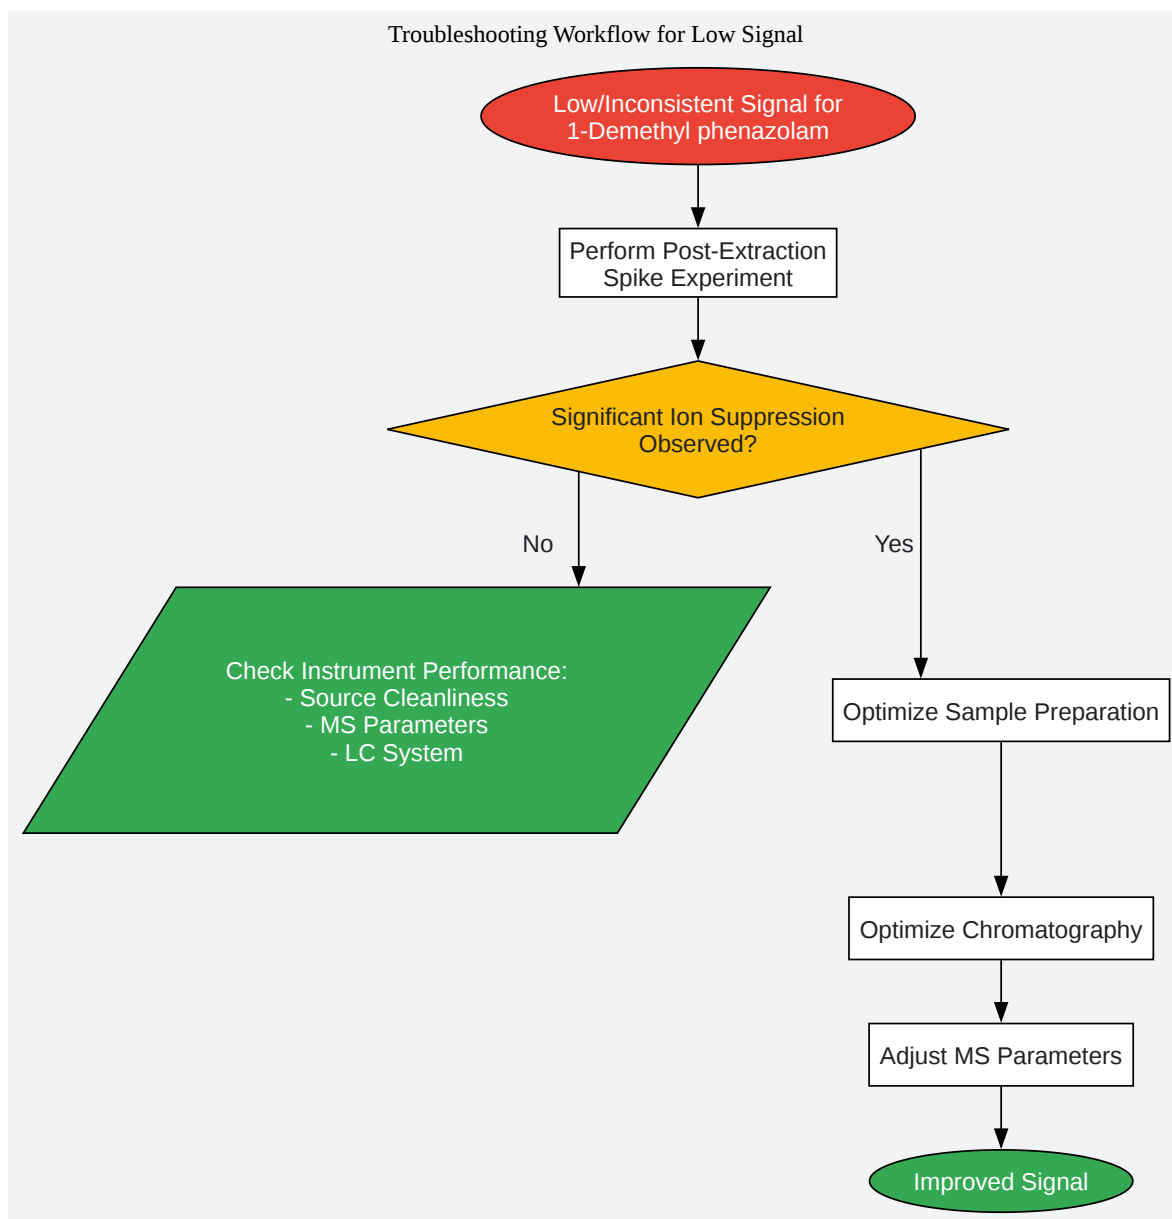 Troubleshooting Workflow for Low Signal
Low/Inconsistent Signal for
1-Demethyl phenazolam
Perform Post-Extraction
Spike Experiment
Significant Ion Suppression
Observed?
No
Yes
Check Instrument Performance:
- Source Cleanliness
- MS Parameters
- LC System
Optimize Sample Preparation
Optimize Chromatography
Adjust MS Parameters
Improved Signal